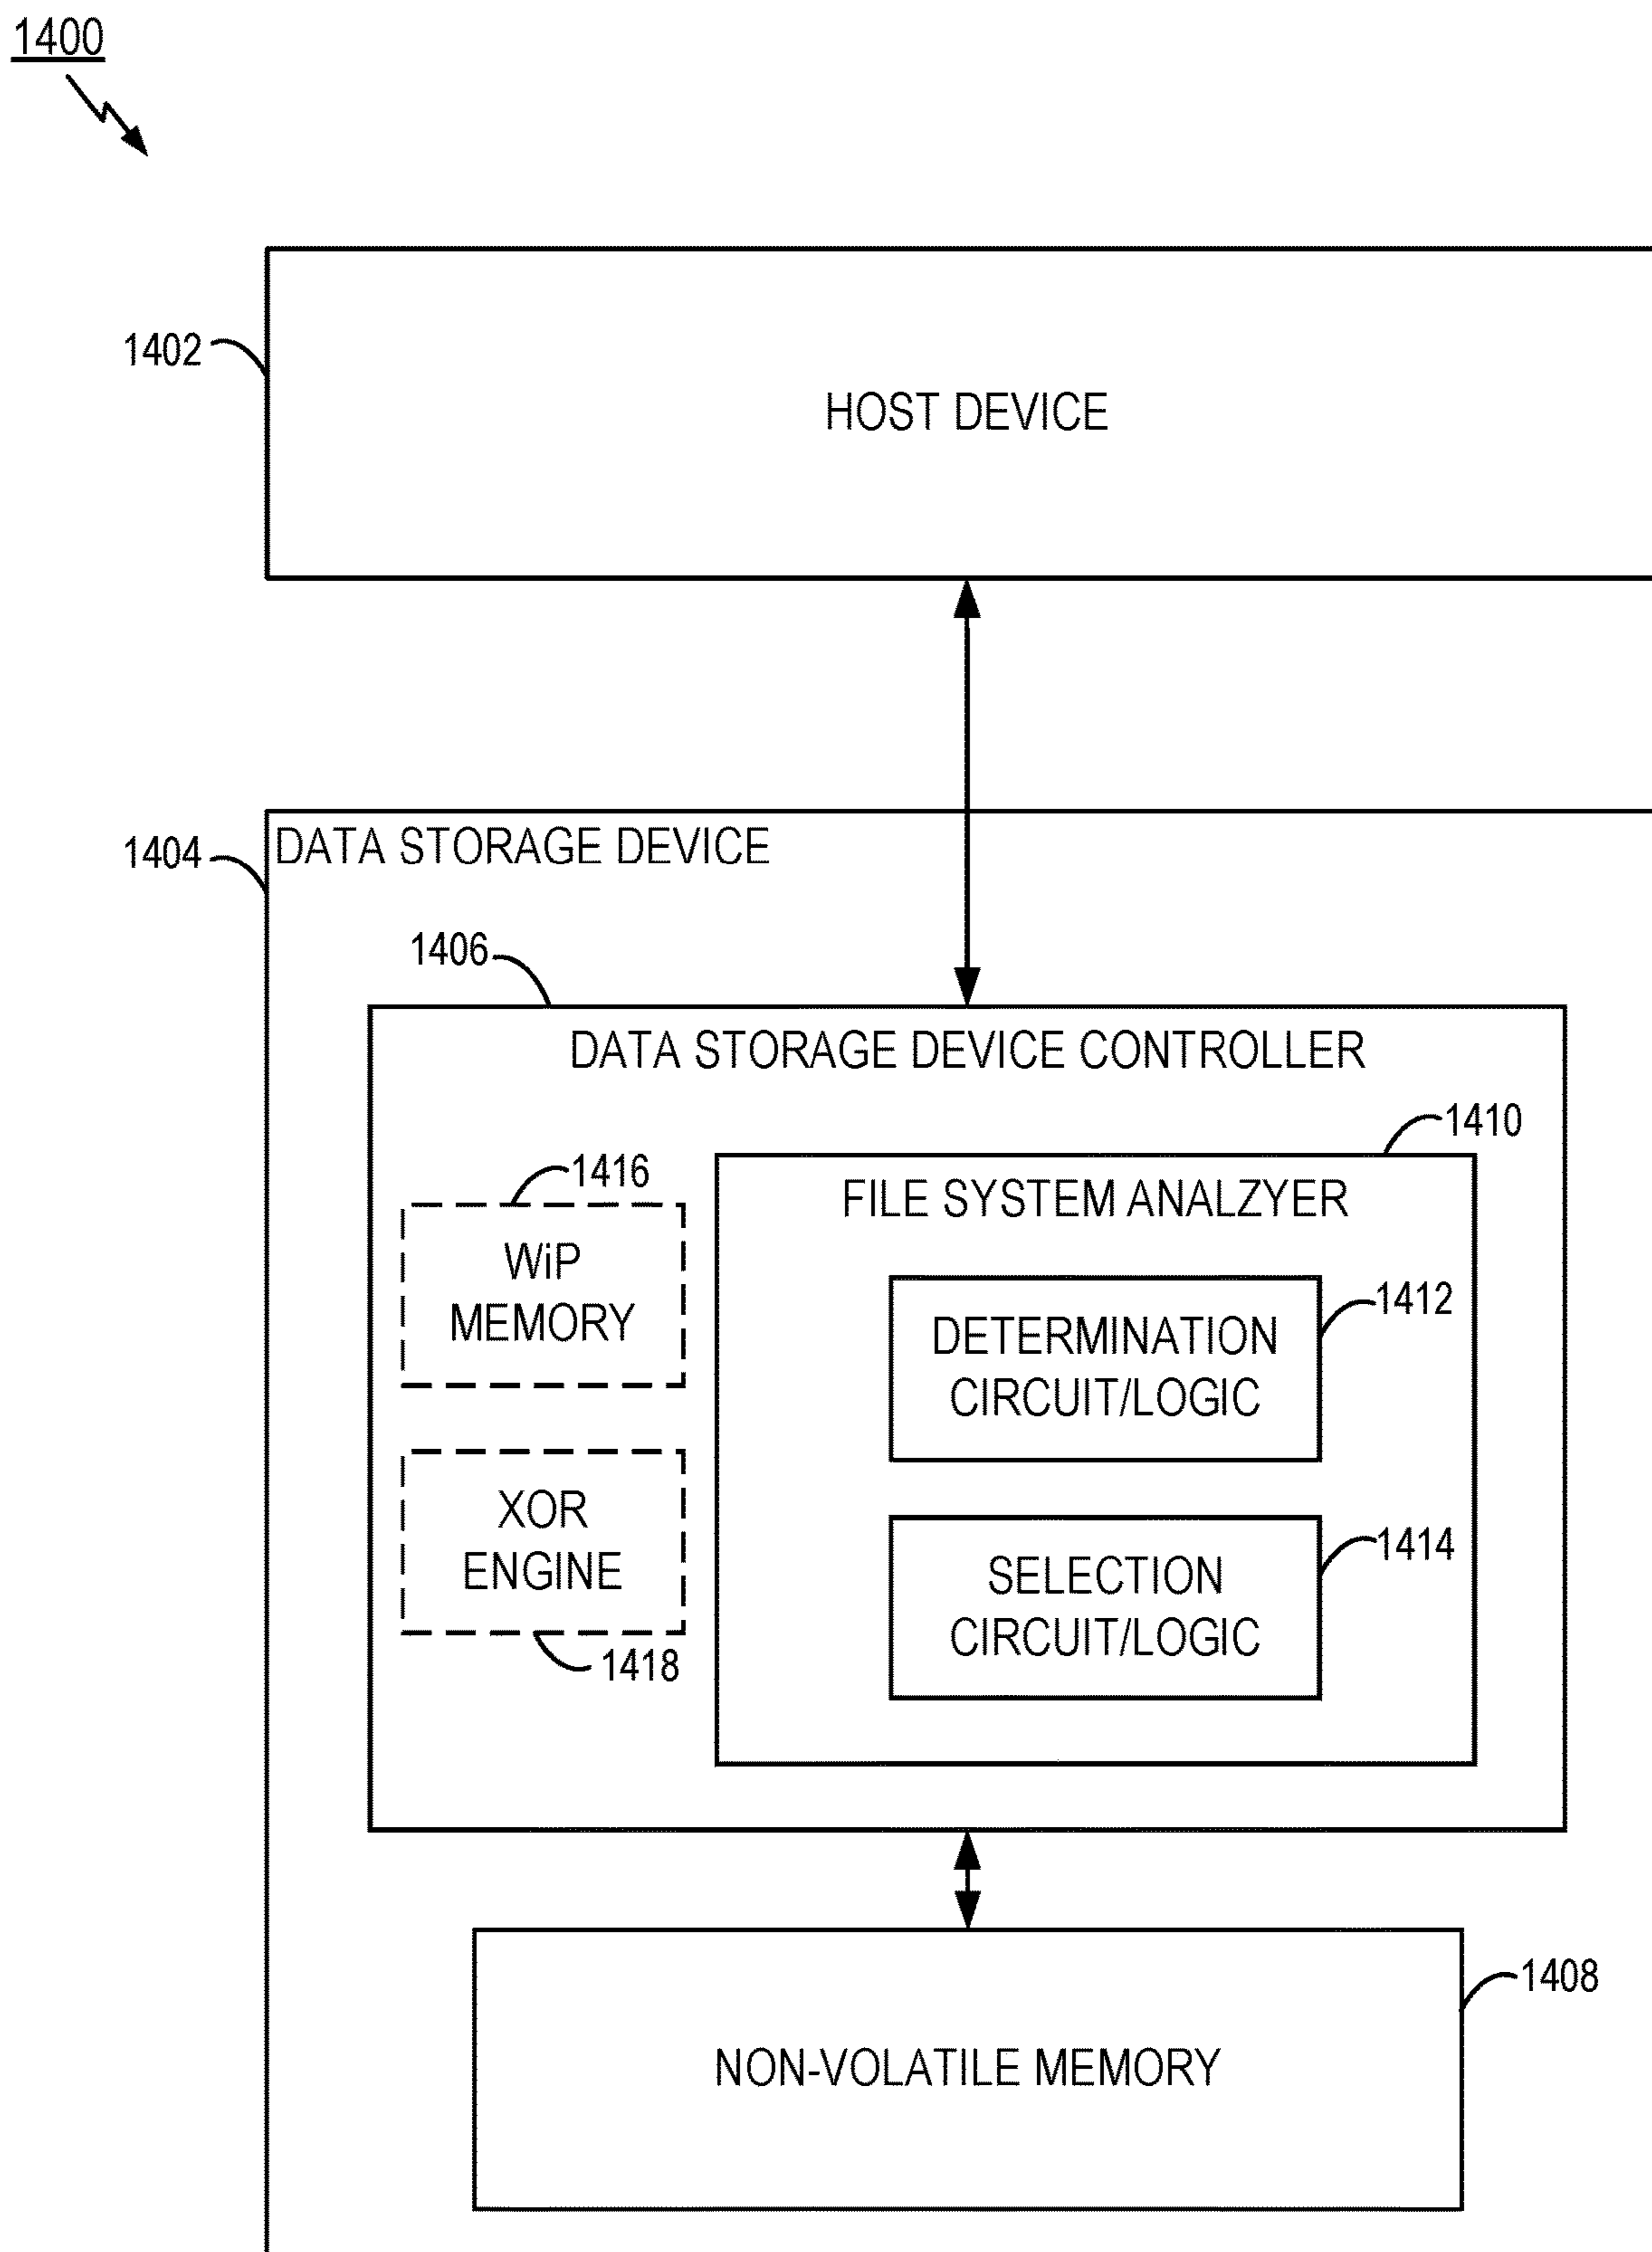 1400
1402
HOST DEVICE
1404
DATA STORAGE DEVICE
1406
DATA STORAGE DEVICE CONTROLLER
1410
1416
FILE SYSTEM ANALZYER
WiP
MEMORY
1412
DETERMINATION
CIRCUIT/LOGIC
XOR
ENGINE
1414
SELECTION
CIRCUIT/LOGIC
1418
1408
NON-VOLATILE MEMORY